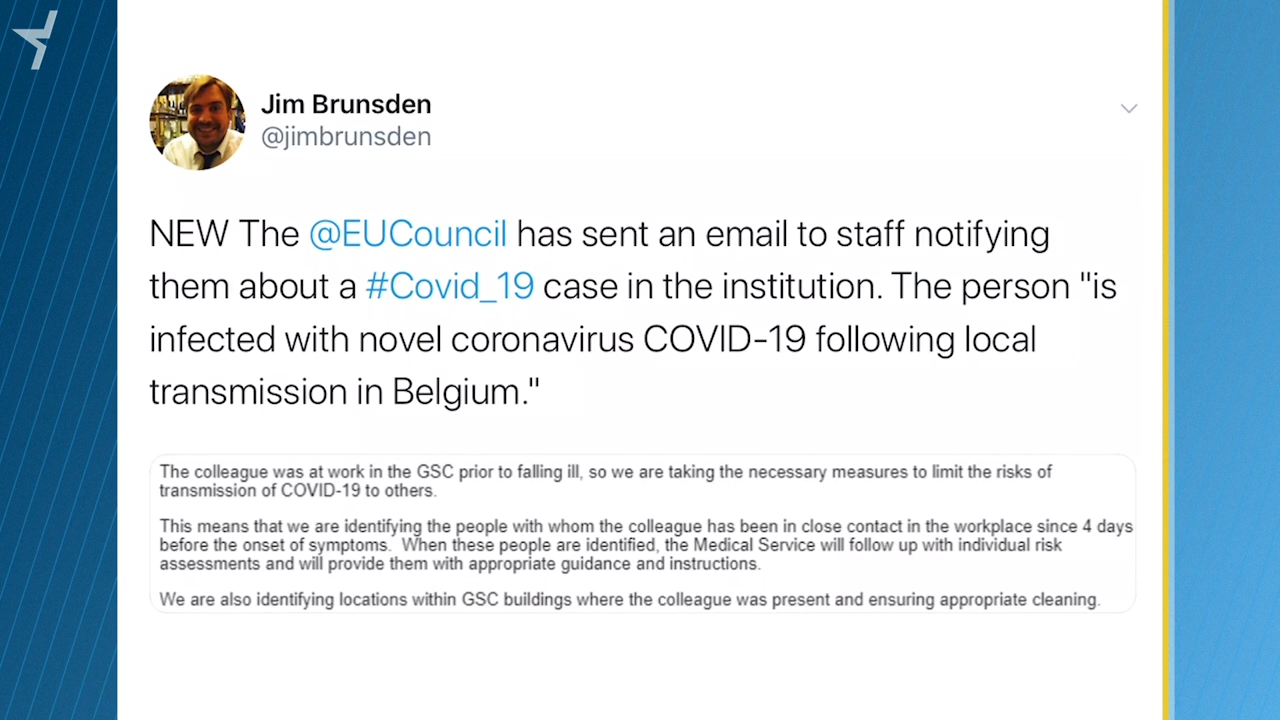 Jim Brunsden
@jimbrunsden
NEW The @EUCouncil has sent an email to staff notifying
them about a #Covid_19 case in the institution. The person "is
infected with novel coronavirus COVID-19 following local
transmission in Belgium."
The colleague was at work in the GSC prior to falling ill, so we are taking the necessary measures to limit the risks of
transmission of COVID-19 to others.
This means that we are identifying the people with whom the colleague has been in close contact in the workplace since 4 days
before the onset of symptoms.  When these people are identified, the Medical Service will follow up with individual risk
assessments and will provide them with appropriate guidance and instructions.
We are also identifying locations within GSC buildings where the colleague was present and ensuring appropriate cleaning.